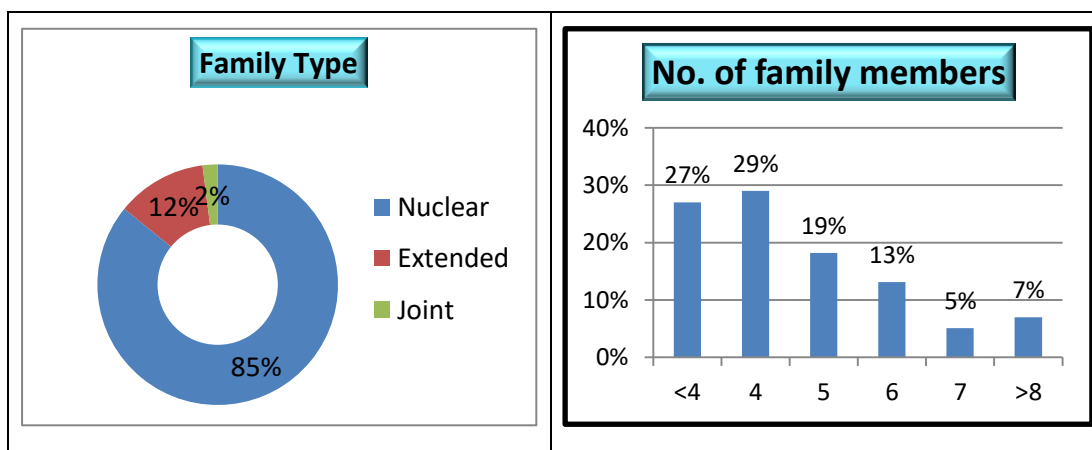 Family Type
12%
2%
85%
Nuclear
Extended
Joint
No. of family members
40%
30%
20%
10%
0%
27%
29%
19%
13%
5%
7%
<4 4 5 6 7 >8